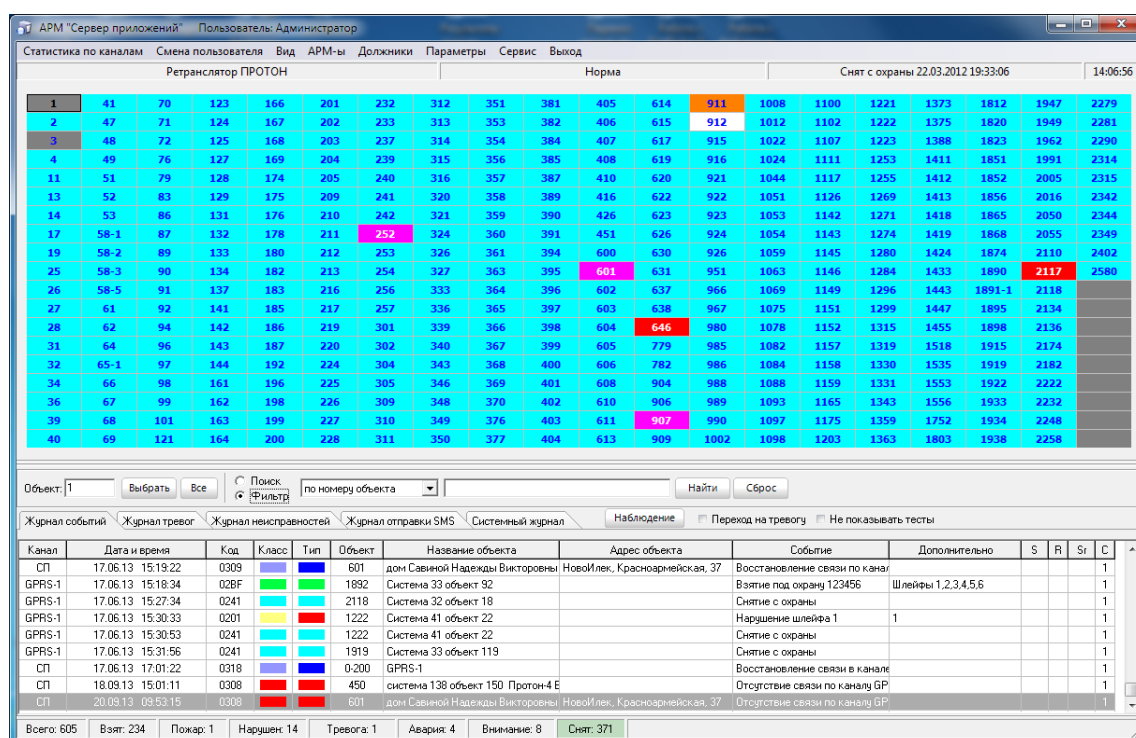 АРМ "Сервер приложений" Пользователь: Администратор
Статистика по каналам Смена пользователя Вид АРМ-ы Должники Параметры Сервис Выход
Ретранслятор ПРОТОН Норма Снят с охраны 22.03.2012 19:33:06 14:06:56
1 41 70 123 166 201 232 312 351 381 405 614 911 1008 1100 1221 1373 1812 1947 2279
2 47 71 124 167 202 233 313 353 382 406 615 912 1012 1102 1222 1375 1820 1949 2281
3 48 72 125 168 203 237 314 354 384 407 617 915 1022 1107 1223 1388 1823 1962 2290
4 49 76 127 169 204 239 315 356 385 408 619 916 1024 1111 1253 1411 1851 1991 2314
11 51 79 128 174 205 240 316 357 387 410 620 921 1044 1117 1255 1412 1852 2005 2315
13 52 83 129 175 209 241 320 358 389 416 622 922 1051 1126 1269 1413 1856 2016 2342
14 53 86 131 176 210 242 321 359 390 426 623 923 1053 1142 1271 1418 1865 2050 2344
17 58-1 87 132 178 211 252 324 360 391 451 626 924 1054 1143 1274 1419 1868 2055 2349
19 58-2 89 133 180 212 253 326 361 394 600 630 926 1059 1145 1280 1424 1874 2110 2402
25 58-3 90 134 182 213 254 327 363 395 601 631 951 1063 1146 1284 1433 1890 2117 2580
26 58-5 91 137 183 216 256 333 364 396 602 637 966 1069 1149 1296 1443 1891-1 2118
27 61 92 141 185 217 257 336 365 397 603 638 967 1075 1151 1299 1447 1895 2134
28 62 94 142 186 219 301 339 366 398 604 646 980 1078 1152 1315 1455 1898 2136
31 64 96 143 187 220 302 340 367 399 605 779 985 1082 1157 1319 1518 1915 2174
32 65-1 97 144 192 224 304 343 368 400 606 782 986 1084 1158 1330 1535 1919 2182
34 66 98 161 196 225 305 346 369 401 608 904 988 1088 1159 1331 1553 1922 2222
36 67 99 162 198 226 309 348 370 402 610 906 989 1093 1165 1343 1556 1933 2232
39 68 101 163 199 227 310 349 376 403 611 907 990 1097 1175 1359 1752 1934 2248
40 69 121 164 200 228 311 350 377 404 613 909 1002 1098 1203 1363 1803 1938 2258
Объект: 1 Выбрать Все Поиск
Фильтр по номеру объекта Найти Сброс
Журнал событий Журнал тревог Журнал неисправностей Журнал отправки SMS Системный журнал Наблюдение Переход на тревогу Не показывать тесты
Канал Дата и время Код Класс Тип Объект Название объекта Адрес объекта Событие Дополнительно S R Sr C
СП 17.06.13 15:19:22 0309 601 дом Савиной Надежды Викторовны НовоИлек, Красноармейская, 37 Восстановление связи по канал 1
GPRS-1 17.06.13 15:18:34 02BF 1892 Система 33 объект 92 Взятие под охрану 123456 Шлейфы 1,2,3,4,5,6 1
GPRS-1 17.06.13 15:27:34 0241 2118 Система 32 объект 18 Снятие с охраны 1
GPRS-1 17.06.13 15:30:33 0201 1222 Система 41 объект 22 Нарушение шлейфа 1 1 1
GPRS-1 17.06.13 15:30:53 0241 1222 Система 41 объект 22 Снятие с охраны 1
GPRS-1 17.06.13 15:31:56 0241 1919 Система 33 объект 119 Снятие с охраны 1
СП 17.06.13 17:01:22 0318 0-200 GPRS-1 Восстановление связи в канале 1
СП 18.09.13 15:01:11 0308 450 система 138 объект 150 Протон-4 Е Отсутствие связи по каналу GP 1
СП 20.09.13 09:53:15 0308 601 дом Савиной Надежды Викторовны НовоИлек, Красноармейская, 37 Отсутствие связи по каналу GP 1
Всего: 605 Взят: 234 Пожар: 1 Нарушен: 14 Тревога: 1 Авария: 4 Внимание: 8 Снят: 371